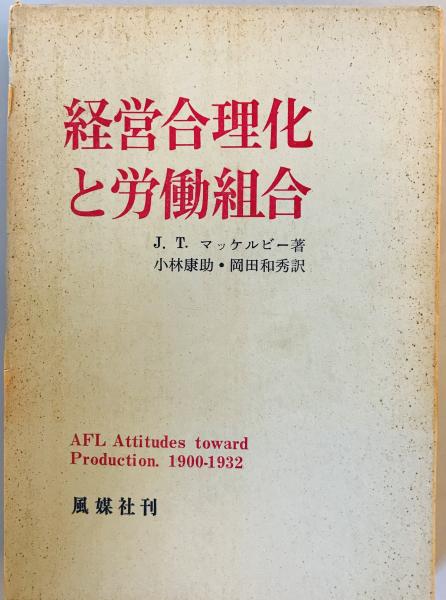 経営合理化
と労働組合
J. T. マッケルビー著
小林康助・岡田和秀訳
AFL Attitudes toward
Production. 1900-1932
風媒社刊